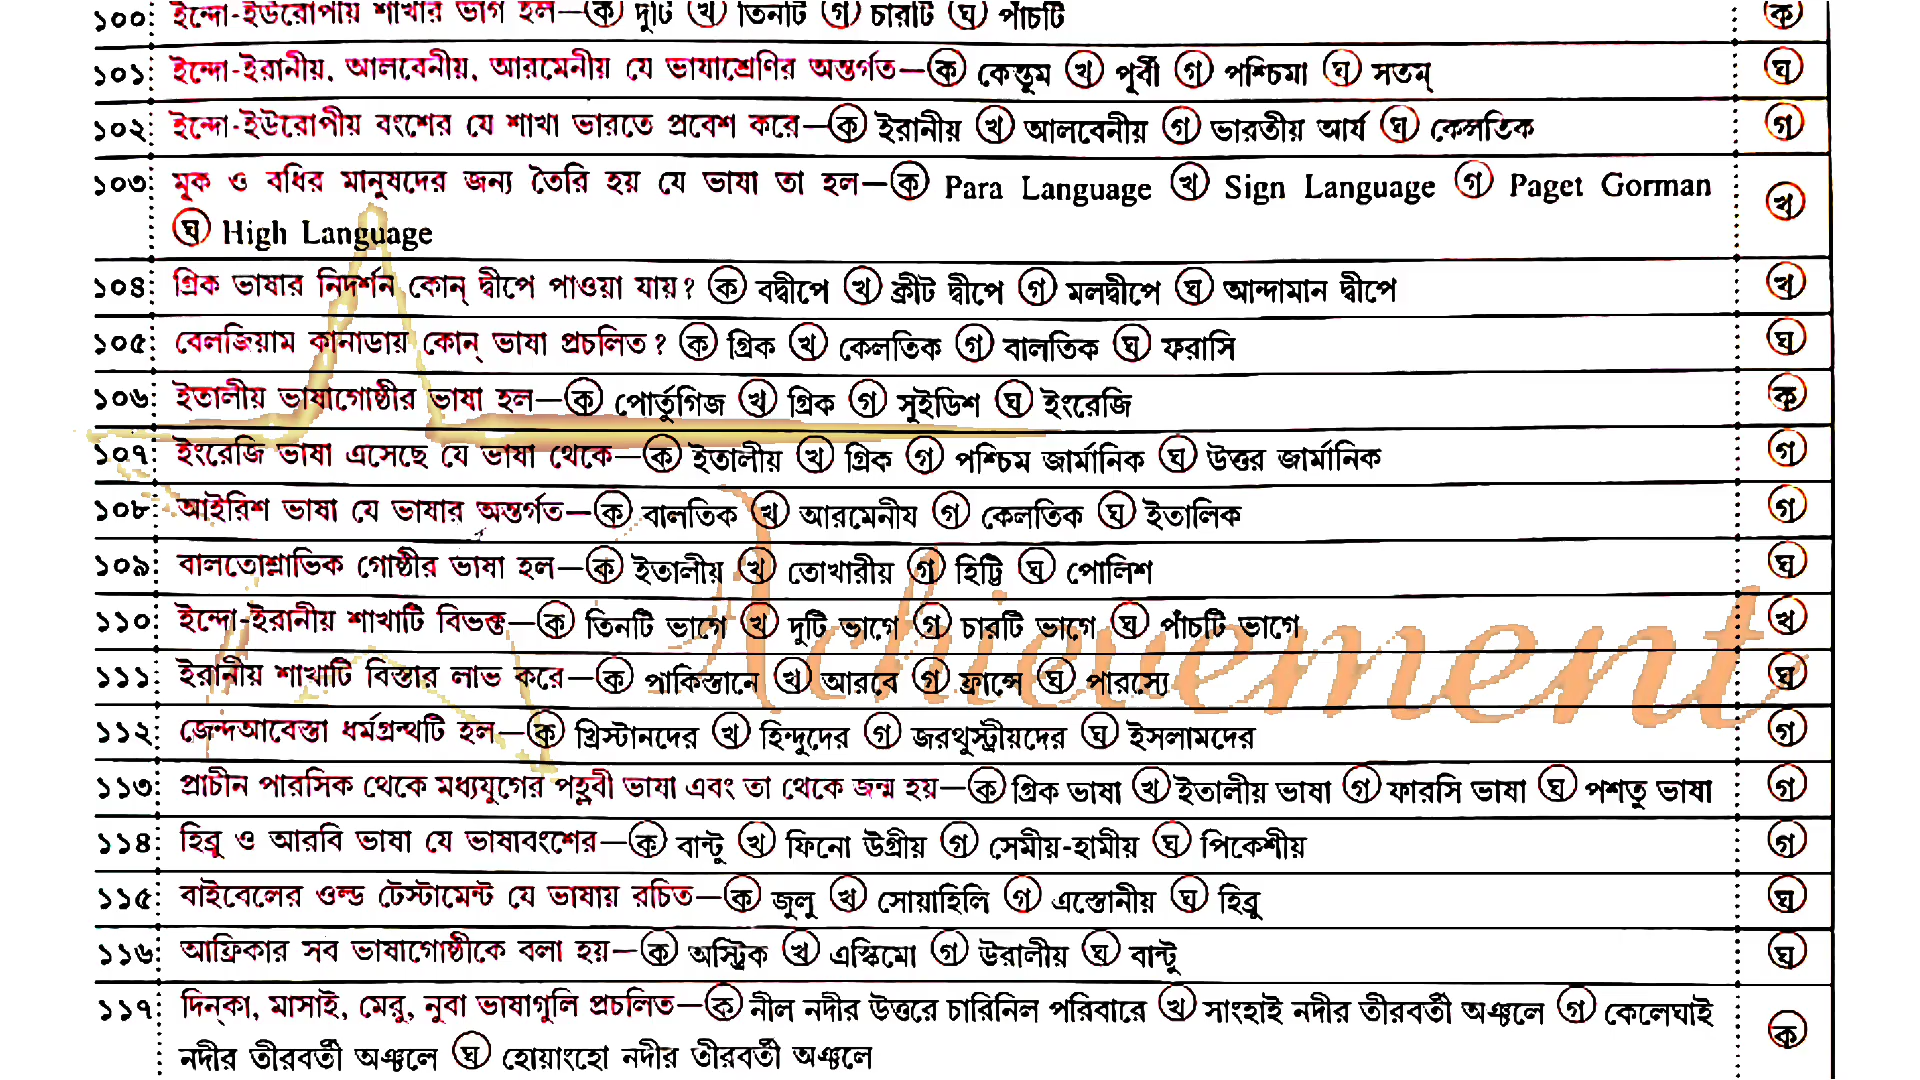 ১০০ ইন্দো-ইউরোপীয় শাখার ভাগ হল—ক দুটি খ তিনটি গ চারটি ঘ পাঁচটি ক
১০১ ইন্দো-ইরানীয়, আলবেনীয়, আরমেনীয় যে ভাষাশ্রেণির অন্তর্গত—ক কেন্তুম খ পূর্বী গ পশ্চিমা ঘ সতম্ ঘ
১০২ ইন্দো-ইউরোপীয় বংশের যে শাখা ভারতে প্রবেশ করে—ক ইরানীয় খ আলবেনীয় গ ভারতীয় আর্য ঘ কেলতিক গ
১০৩ মূক ও বধির মানুষদের জন্য তৈরি হয় যে ভাষা তা হল—ক Para Language খ Sign Language গ Paget Gorman
ঘ High Language খ
১০৪ গ্রিক ভাষার নিদর্শন কোন্ দ্বীপে পাওয়া যায়? ক বদ্বীপে খ ক্রীট দ্বীপে গ মলদ্বীপে ঘ আন্দামান দ্বীপে খ
১০৫ বেলজিয়াম কানাডায় কোন্ ভাষা প্রচলিত? ক গ্রিক খ কেলতিক গ বালতিক ঘ ফরাসি ঘ
১০৬ ইতালীয় ভাষাগোষ্ঠীর ভাষা হল—ক পোর্তুগিজ খ গ্রিক গ সুইডিশ ঘ ইংরেজি ক
১০৭ ইংরেজি ভাষা এসেছে যে ভাষা থেকে—ক ইতালীয় খ গ্রিক গ পশ্চিম জার্মানিক ঘ উত্তর জার্মানিক গ
১০৮ আইরিশ ভাষা যে ভাষার অন্তর্গত—ক বালতিক খ আরমেনীয গ কেলতিক ঘ ইতালিক গ
১০৯ বালতোশ্লাভিক গোষ্ঠীর ভাষা হল—ক ইতালীয় খ তোখারীয় গ হিট্টি ঘ পোলিশ ঘ
১১০ ইন্দো-ইরানীয় শাখাটি বিভক্ত—ক তিনটি ভাগে খ দুটি ভাগে গ চারটি ভাগে ঘ পাঁচটি ভাগে খ
১১১ ইরানীয় শাখাটি বিস্তার লাভ করে—ক পাকিস্তানে খ আরবে গ ফ্রান্সে ঘ পারস্যে ঘ
Achievement
১১২ জেন্দআবেস্তা ধর্মগ্রন্থটি হল—ক খ্রিস্টানদের খ হিন্দুদের গ জরথুস্ট্রীয়দের ঘ ইসলামদের গ
১১৩ প্রাচীন পারসিক থেকে মধ্যযুগের পহ্লবী ভাষা এবং তা থেকে জন্ম হয়—ক গ্রিক ভাষা খ ইতালীয় ভাষা গ ফারসি ভাষা ঘ পশতু ভাষা গ
১১৪ হিব্রু ও আরবি ভাষা যে ভাষাবংশের—ক বান্টু খ ফিনো উগ্রীয় গ সেমীয়-হামীয় ঘ পিকেশীয় গ
১১৫ বাইবেলের ওল্ড টেস্টামেন্ট যে ভাষায় রচিত—ক জুলু খ সোয়াহিলি গ এস্তোনীয় ঘ হিব্রু ঘ
১১৬ আফ্রিকার সব ভাষাগোষ্ঠীকে বলা হয়—ক অস্ট্রিক খ এস্কিমো গ উরালীয় ঘ বান্টু ঘ
১১৭ দিন্‌কা, মাসাই, মেরু, নুবা ভাষাগুলি প্রচলিত—ক নীল নদীর উত্তরে চারিনিল পরিবারে খ সাংহাই নদীর তীরবর্তী অঞ্চলে গ কেলেঘাই
নদীর তীরবর্তী অঞ্চলে ঘ হোয়াংহো নদীর তীরবর্তী অঞ্চলে ক